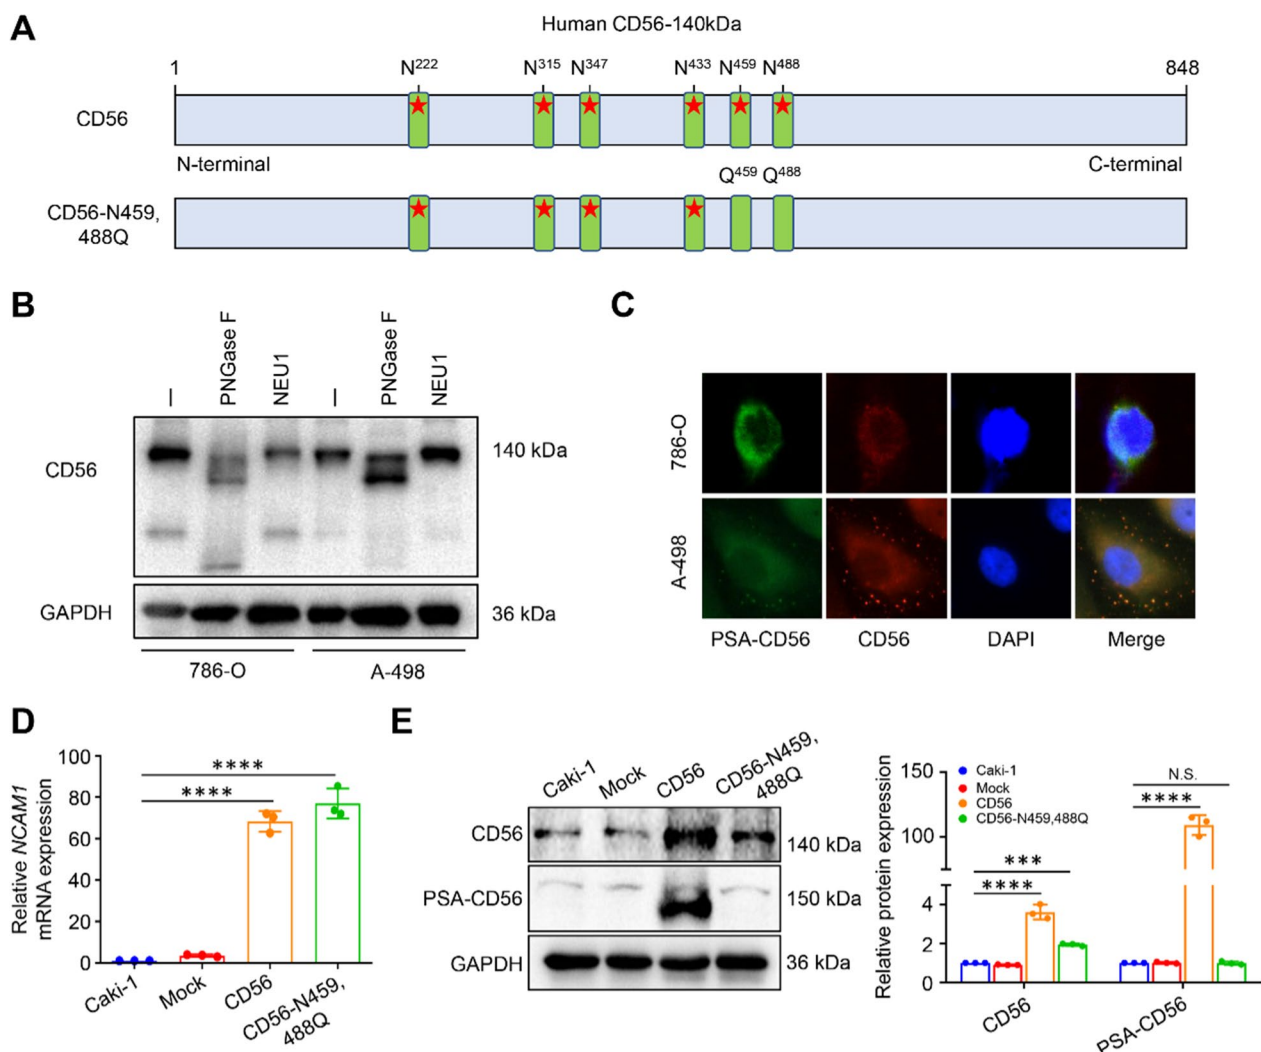 A
Human CD56-140kDa
1 N222 N315 N347 N433 N459 N488 848
CD56
N-terminal C-terminal
Q459 Q488
CD56-N459,
488Q
B
— PNGase F NEU1 — PNGase F NEU1
CD56 140 kDa
GAPDH 36 kDa
786-O A-498
C
786-O
A-498
PSA-CD56 CD56 DAPI Merge
D
Relative NCAM1
mRNA expression
100
80
60
40
20
0
****
****
Caki-1 Mock CD56 CD56-N459,
488Q
E
Caki-1 Mock CD56 CD56-N459,
488Q
CD56 140 kDa
PSA-CD56 150 kDa
GAPDH 36 kDa
Relative protein expression
150
100
4
2
0
Caki-1
Mock
CD56
CD56-N459,488Q
***
****
N.S.
****
CD56 PSA-CD56